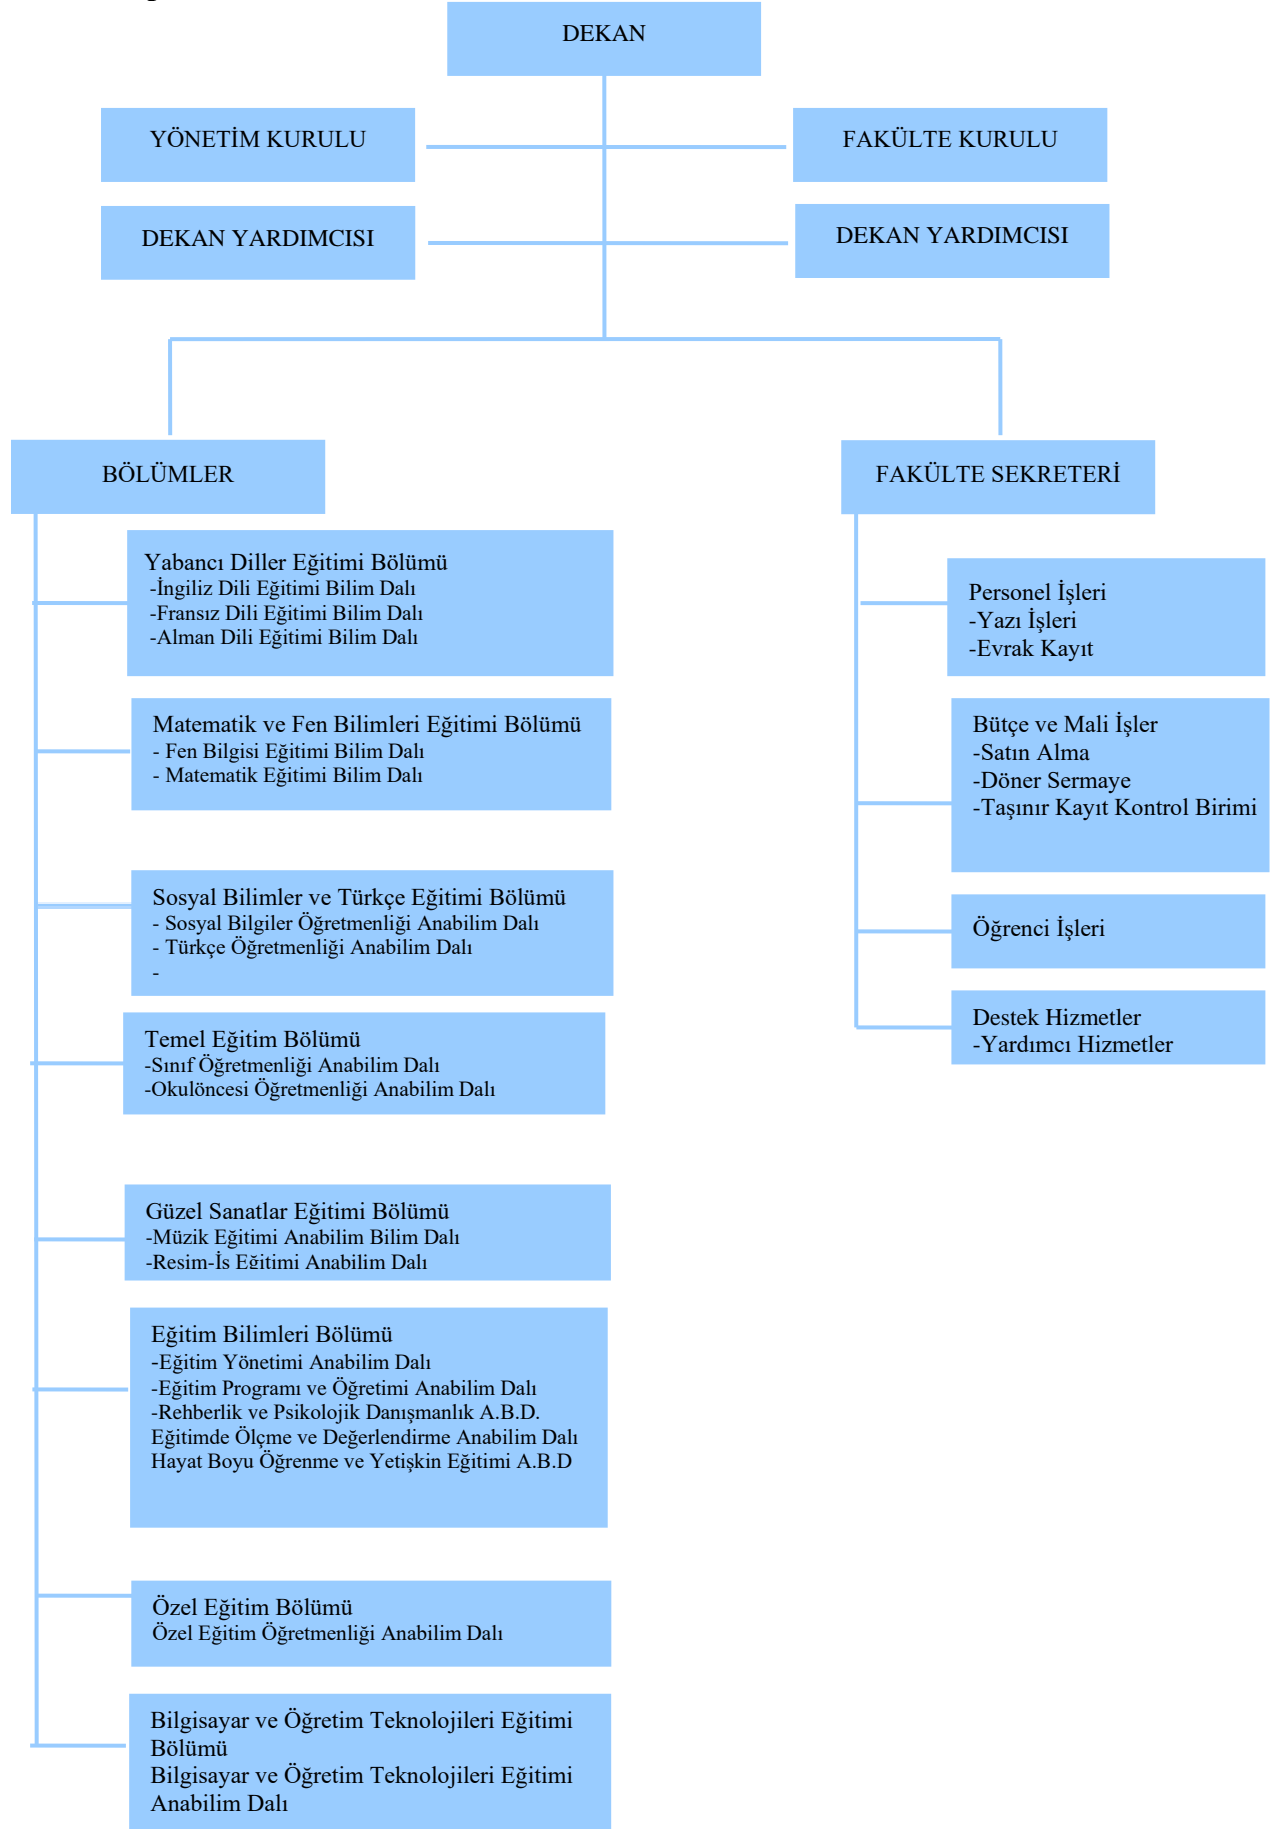 DEKAN
YÖNETİM KURULU
FAKÜLTE KURULU
DEKAN YARDIMCISI
DEKAN YARDIMCISI
BÖLÜMLER
FAKÜLTE SEKRETERİ
Yabancı Diller Eğitimi Bölümü
-İngiliz Dili Eğitimi Bilim Dalı
-Fransız Dili Eğitimi Bilim Dalı
-Alman Dili Eğitimi Bilim Dalı
Matematik ve Fen Bilimleri Eğitimi Bölümü
- Fen Bilgisi Eğitimi Bilim Dalı
- Matematik Eğitimi Bilim Dalı
Sosyal Bilimler ve Türkçe Eğitimi Bölümü
- Sosyal Bilgiler Öğretmenliği Anabilim Dalı
- Türkçe Öğretmenliği Anabilim Dalı
-
Temel Eğitim Bölümü
-Sınıf Öğretmenliği Anabilim Dalı
-Okulöncesi Öğretmenliği Anabilim Dalı
Güzel Sanatlar Eğitimi Bölümü
-Müzik Eğitimi Anabilim Bilim Dalı
-Resim-İş Eğitimi Anabilim Dalı
Eğitim Bilimleri Bölümü
-Eğitim Yönetimi Anabilim Dalı
-Eğitim Programı ve Öğretimi Anabilim Dalı
-Rehberlik ve Psikolojik Danışmanlık A.B.D.
Eğitimde Ölçme ve Değerlendirme Anabilim Dalı
Hayat Boyu Öğrenme ve Yetişkin Eğitimi A.B.D
Özel Eğitim Bölümü
Özel Eğitim Öğretmenliği Anabilim Dalı
Bilgisayar ve Öğretim Teknolojileri Eğitimi
Bölümü
Bilgisayar ve Öğretim Teknolojileri Eğitimi
Anabilim Dalı
Personel İşleri
-Yazı İşleri
-Evrak Kayıt
Bütçe ve Mali İşler
-Satın Alma
-Döner Sermaye
-Taşınır Kayıt Kontrol Birimi
Öğrenci İşleri
Destek Hizmetler
-Yardımcı Hizmetler